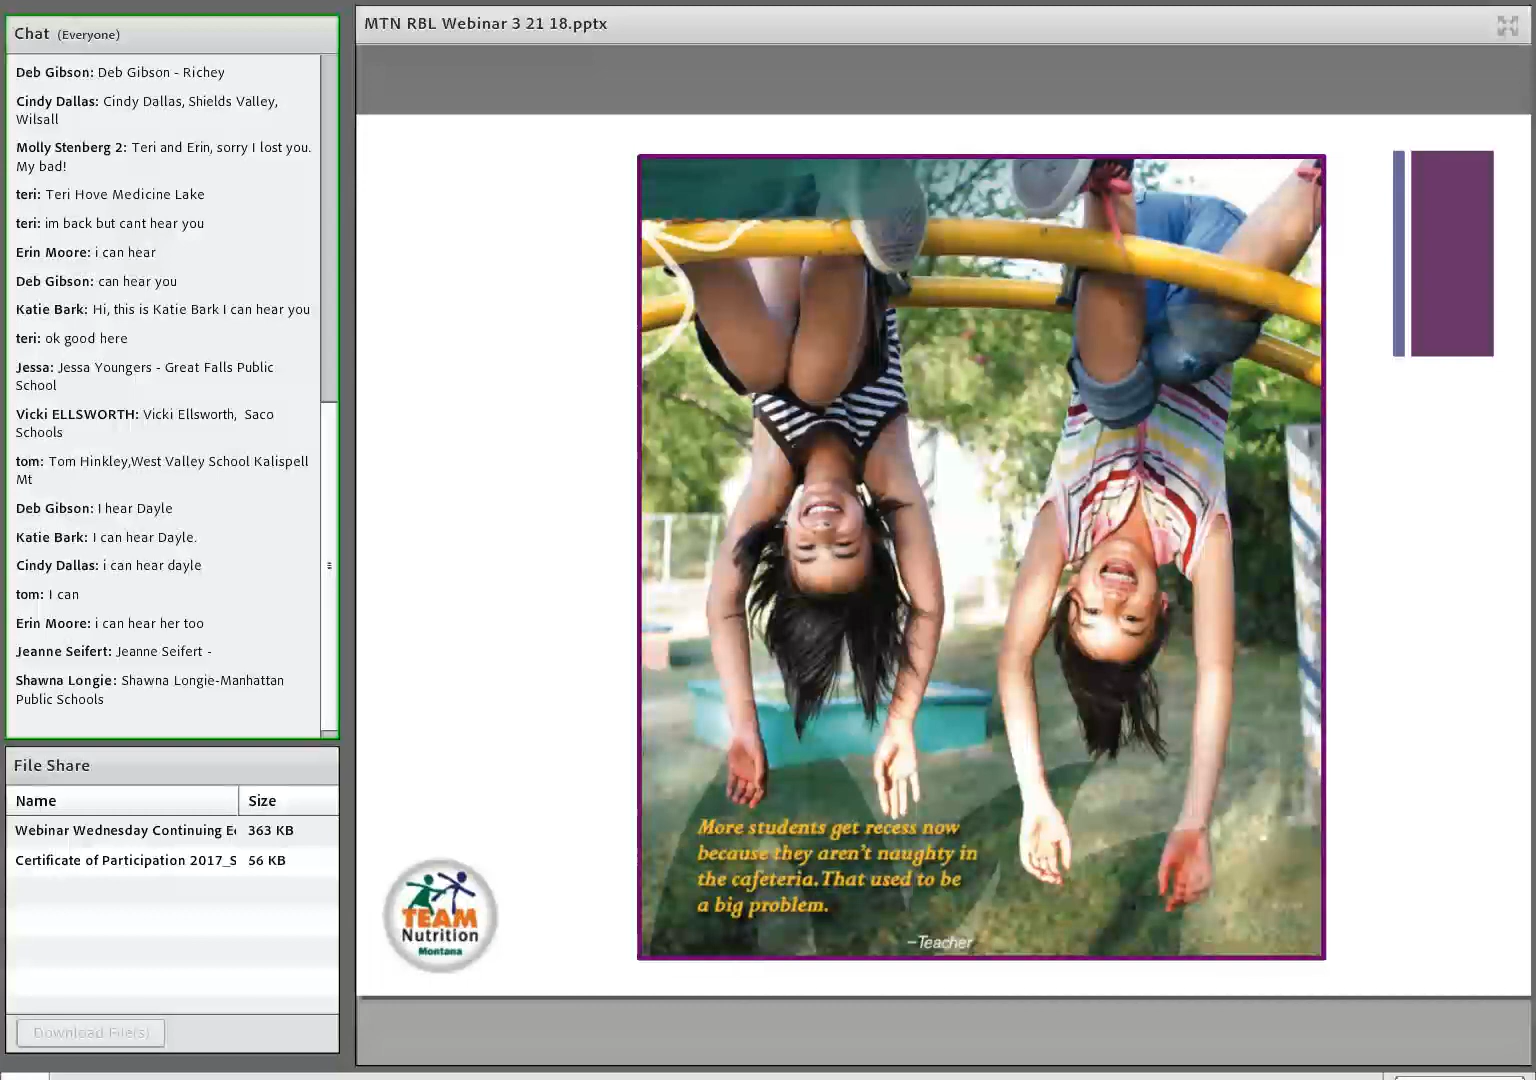 Chat (Everyone)
Deb Gibson: Deb Gibson - Richey
Cindy Dallas: Cindy Dallas, Shields Valley,
Wilsall
Molly Stenberg 2: Teri and Erin, sorry I lost you.
My bad!
teri: Teri Hove Medicine Lake
teri: im back but cant hear you
Erin Moore: i can hear
Deb Gibson: can hear you
Katie Bark: Hi, this is Katie Bark I can hear you
teri: ok good here
Jessa: Jessa Youngers - Great Falls Public
School
Vicki ELLSWORTH: Vicki Ellsworth, Saco
Schools
tom: Tom Hinkley,West Valley School Kalispell
Mt
Deb Gibson: I hear Dayle
Katie Bark: I can hear Dayle.
Cindy Dallas: i can hear dayle
tom: I can
Erin Moore: i can hear her too
Jeanne Seifert: Jeanne Seifert -
Shawna Longie: Shawna Longie-Manhattan
Public Schools
File Share
Name Size
Webinar Wednesday Continuing Ec 363 KB
Certificate of Participation 2017_S 56 KB
Download File(s)
MTN RBL Webinar 3 21 18.pptx
More students get recess now
because they aren't naughty in
the cafeteria. That used to be
a big problem.
–Teacher
TEAM
Nutrition
Montana